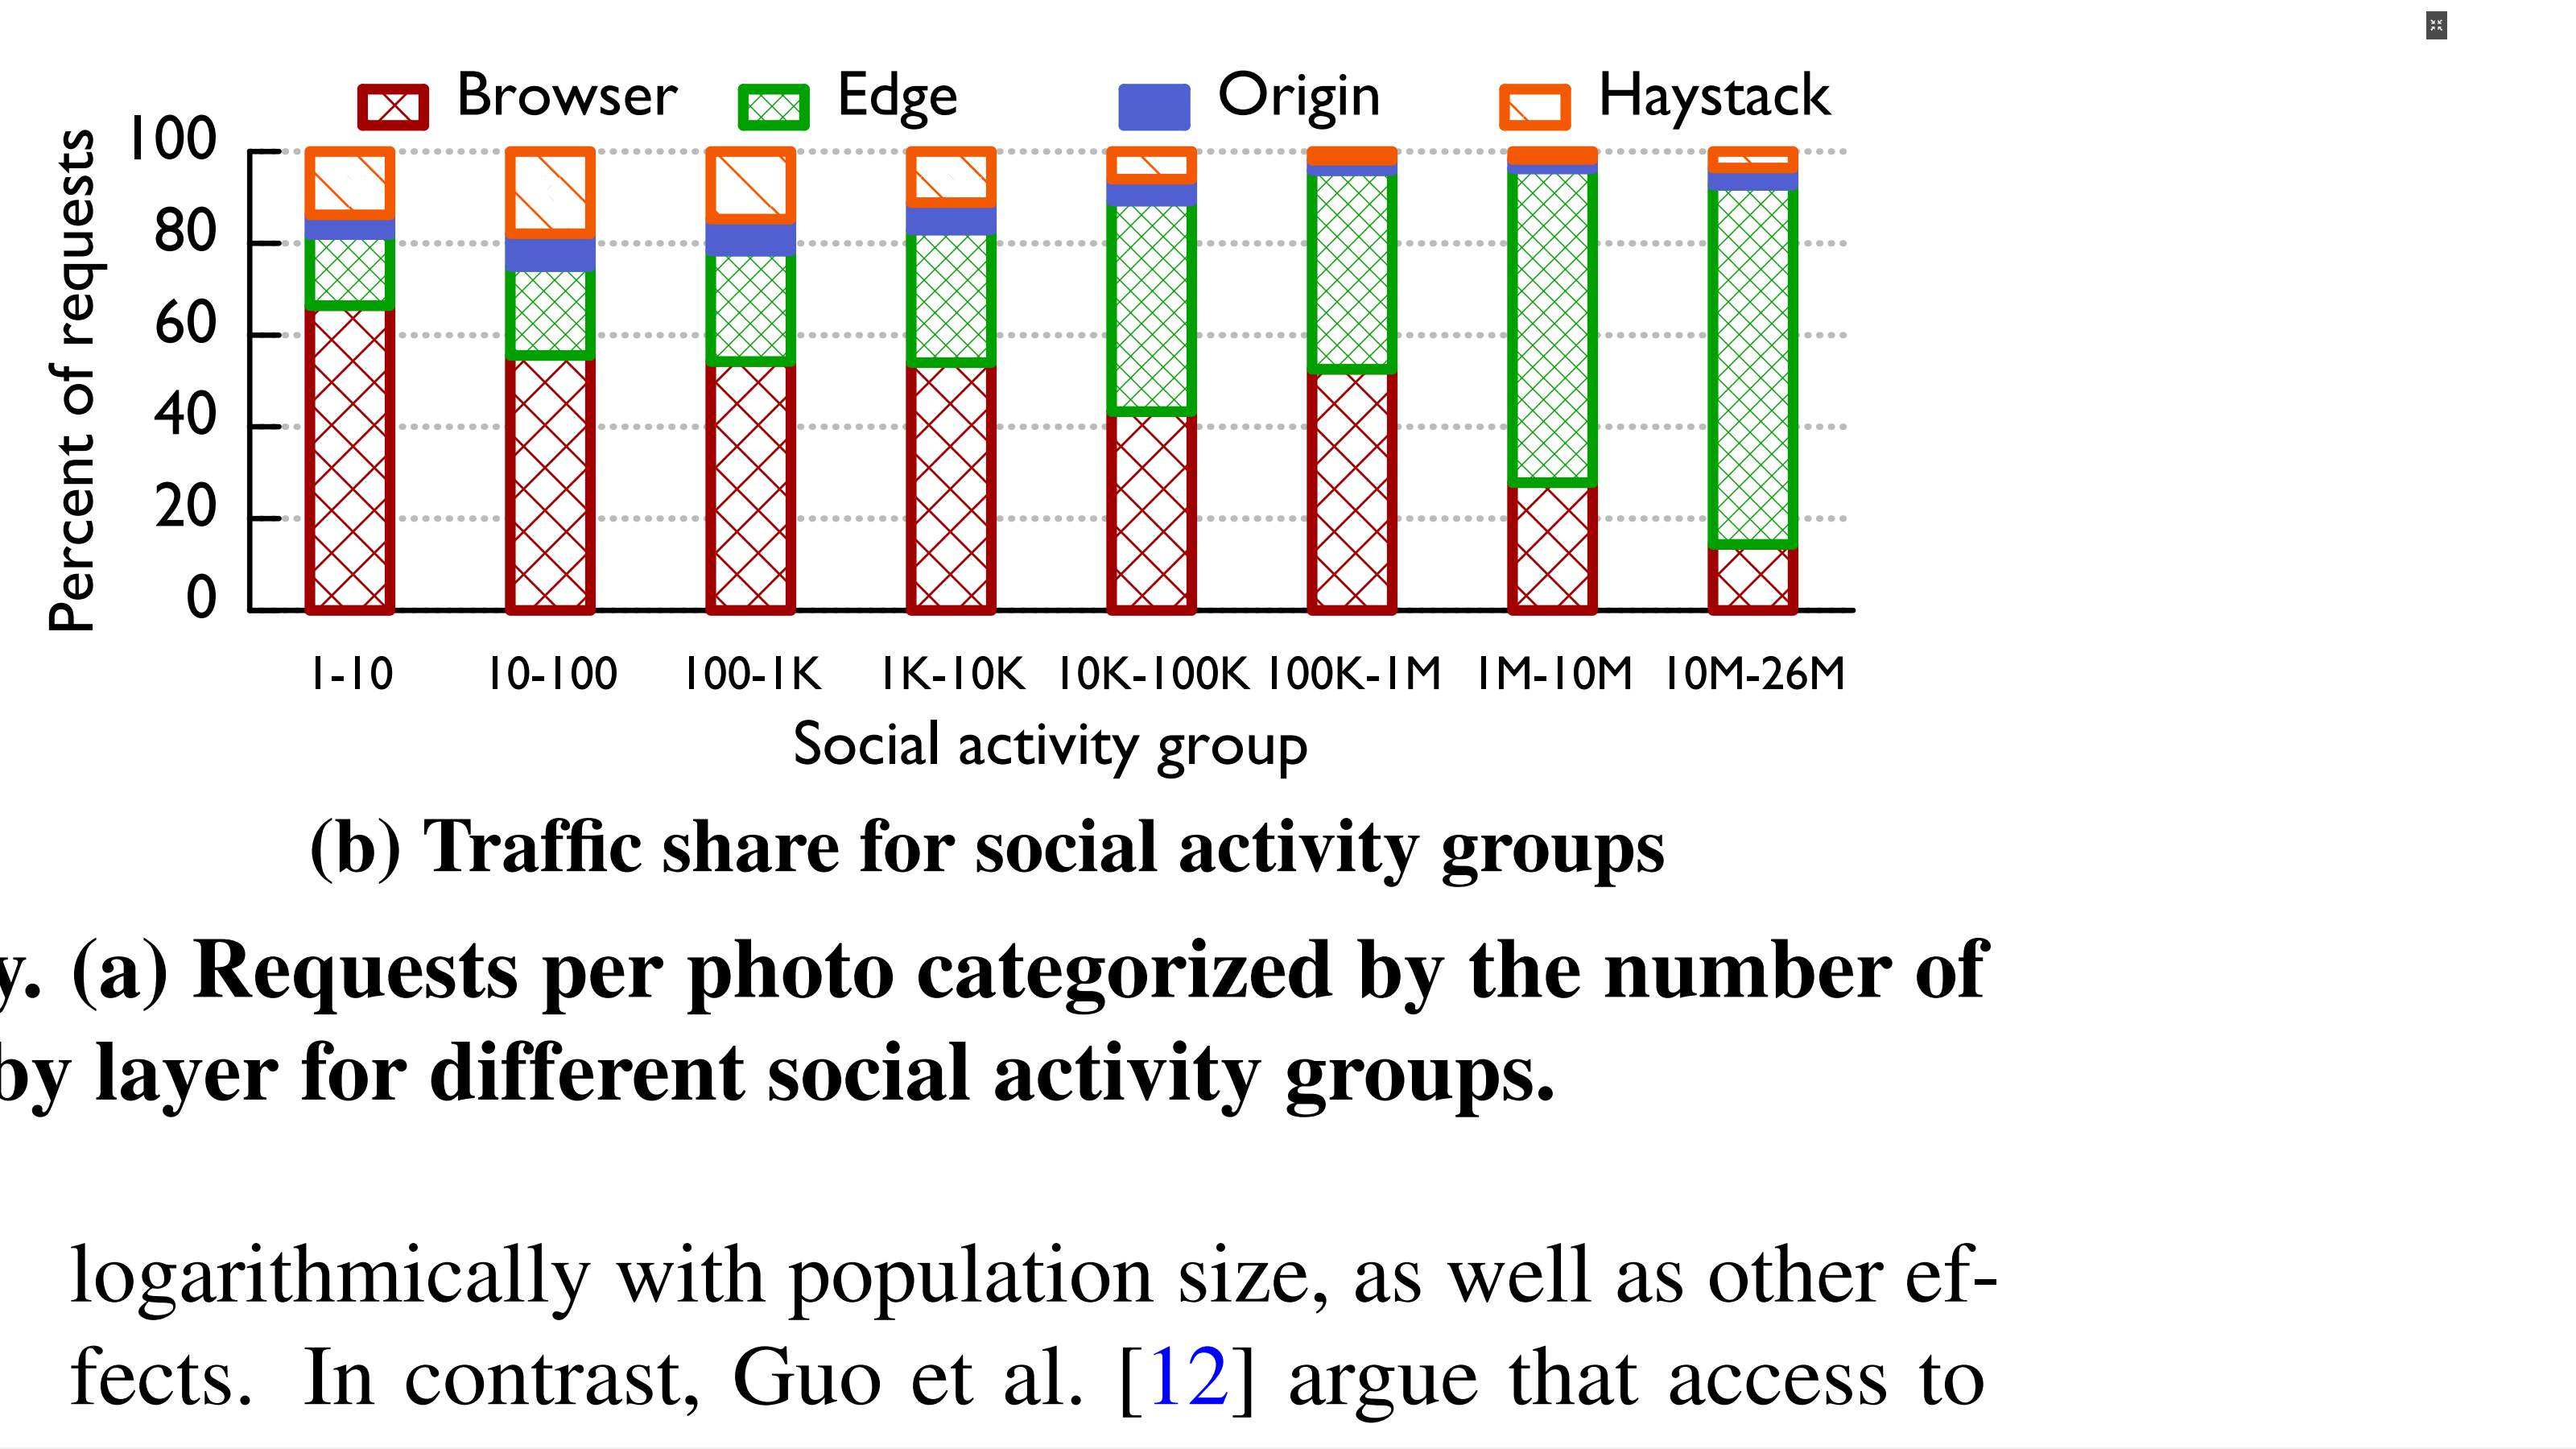 Browser Edge Origin Haystack
Percent of requests
100
80
60
40
20
0
1-10 10-100 100-1K 1K-10K 10K-100K 100K-1M 1M-10M 10M-26M
Social activity group
(b) Traffic share for social activity groups
y. (a) Requests per photo categorized by the number of
by layer for different social activity groups.
logarithmically with population size, as well as other ef-
fects. In contrast, Guo et al. [12] argue that access to